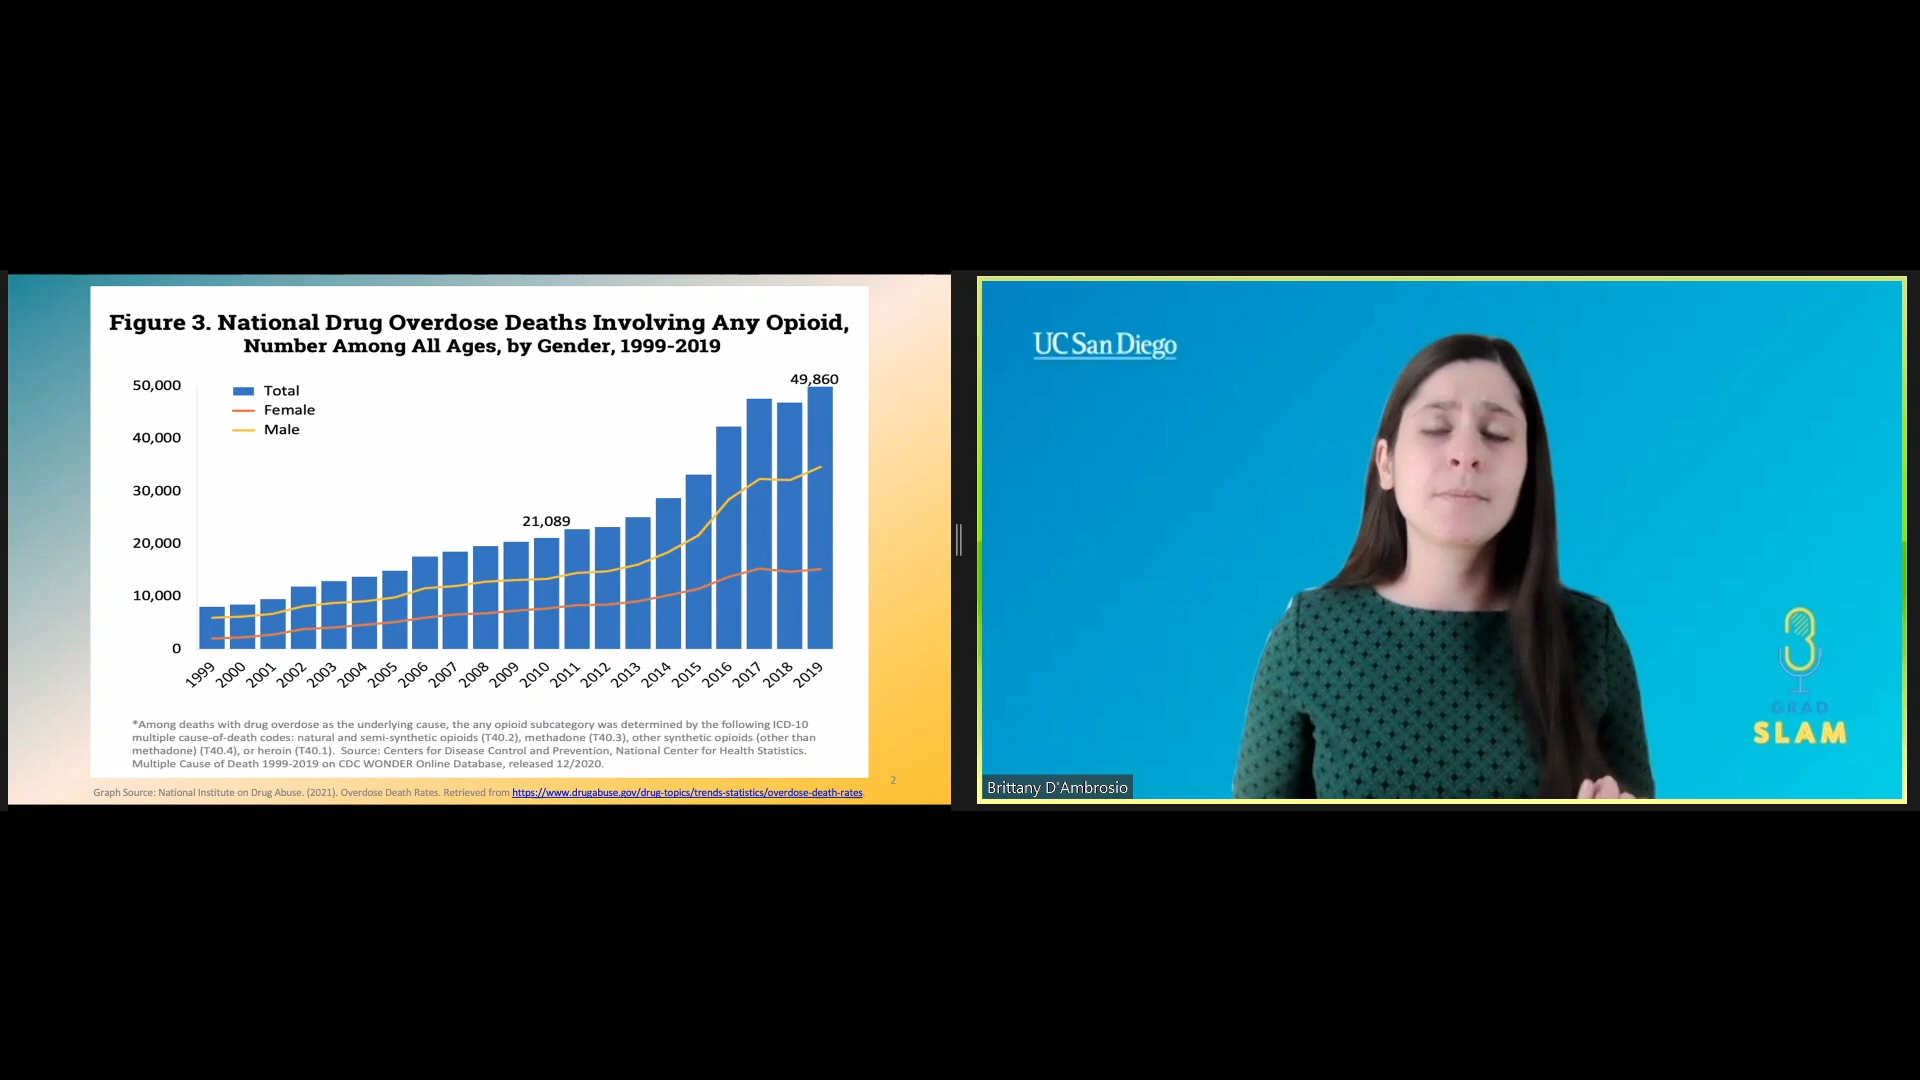 Figure 3. National Drug Overdose Deaths Involving Any Opioid,
Number Among All Ages, by Gender, 1999-2019
50,000
40,000
30,000
20,000
10,000
0
Total
Female
Male
21,089
49,860
1999
2000
2001
2002
2003
2004
2005
2006
2007
2008
2009
2010
2011
2012
2013
2014
2015
2016
2017
2018
2019
*Among deaths with drug overdose as the underlying cause, the any opioid subcategory was determined by the following ICD-10
multiple cause-of-death codes: natural and semi-synthetic opioids (T40.2), methadone (T40.3), other synthetic opioids (other than
methadone) (T40.4), or heroin (T40.1). Source: Centers for Disease Control and Prevention, National Center for Health Statistics.
Multiple Cause of Death 1999-2019 on CDC WONDER Online Database, released 12/2020.
2
Graph Source: National Institute on Drug Abuse. (2021). Overdose Death Rates. Retrieved from https://www.drugabuse.gov/drug-topics/trends-statistics/overdose-death-rates.
UC San Diego
GRAD
SLAM
Brittany D'Ambrosio